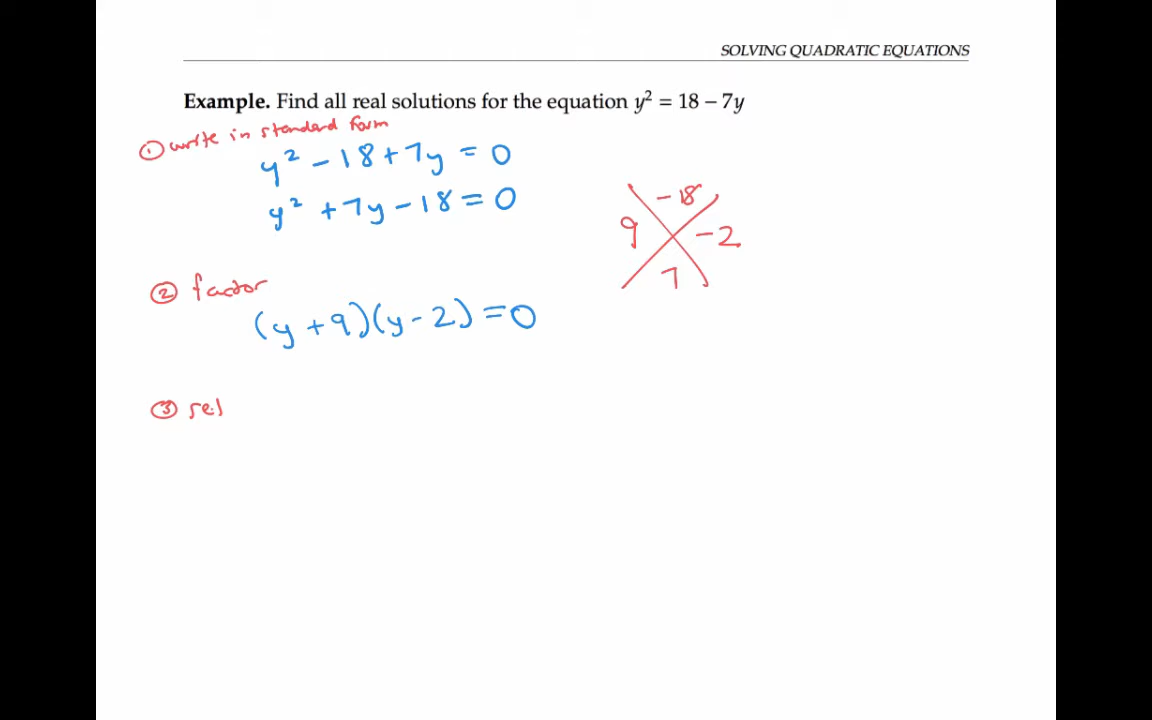 SOLVING QUADRATIC EQUATIONS
Example. Find all real solutions for the equation y² = 18 − 7y
① write in standard form
y² − 18 + 7y = 0
y² + 7y − 18 = 0
−18
9 −2
7
② factor
(y + 9)(y − 2) = 0
③ sel